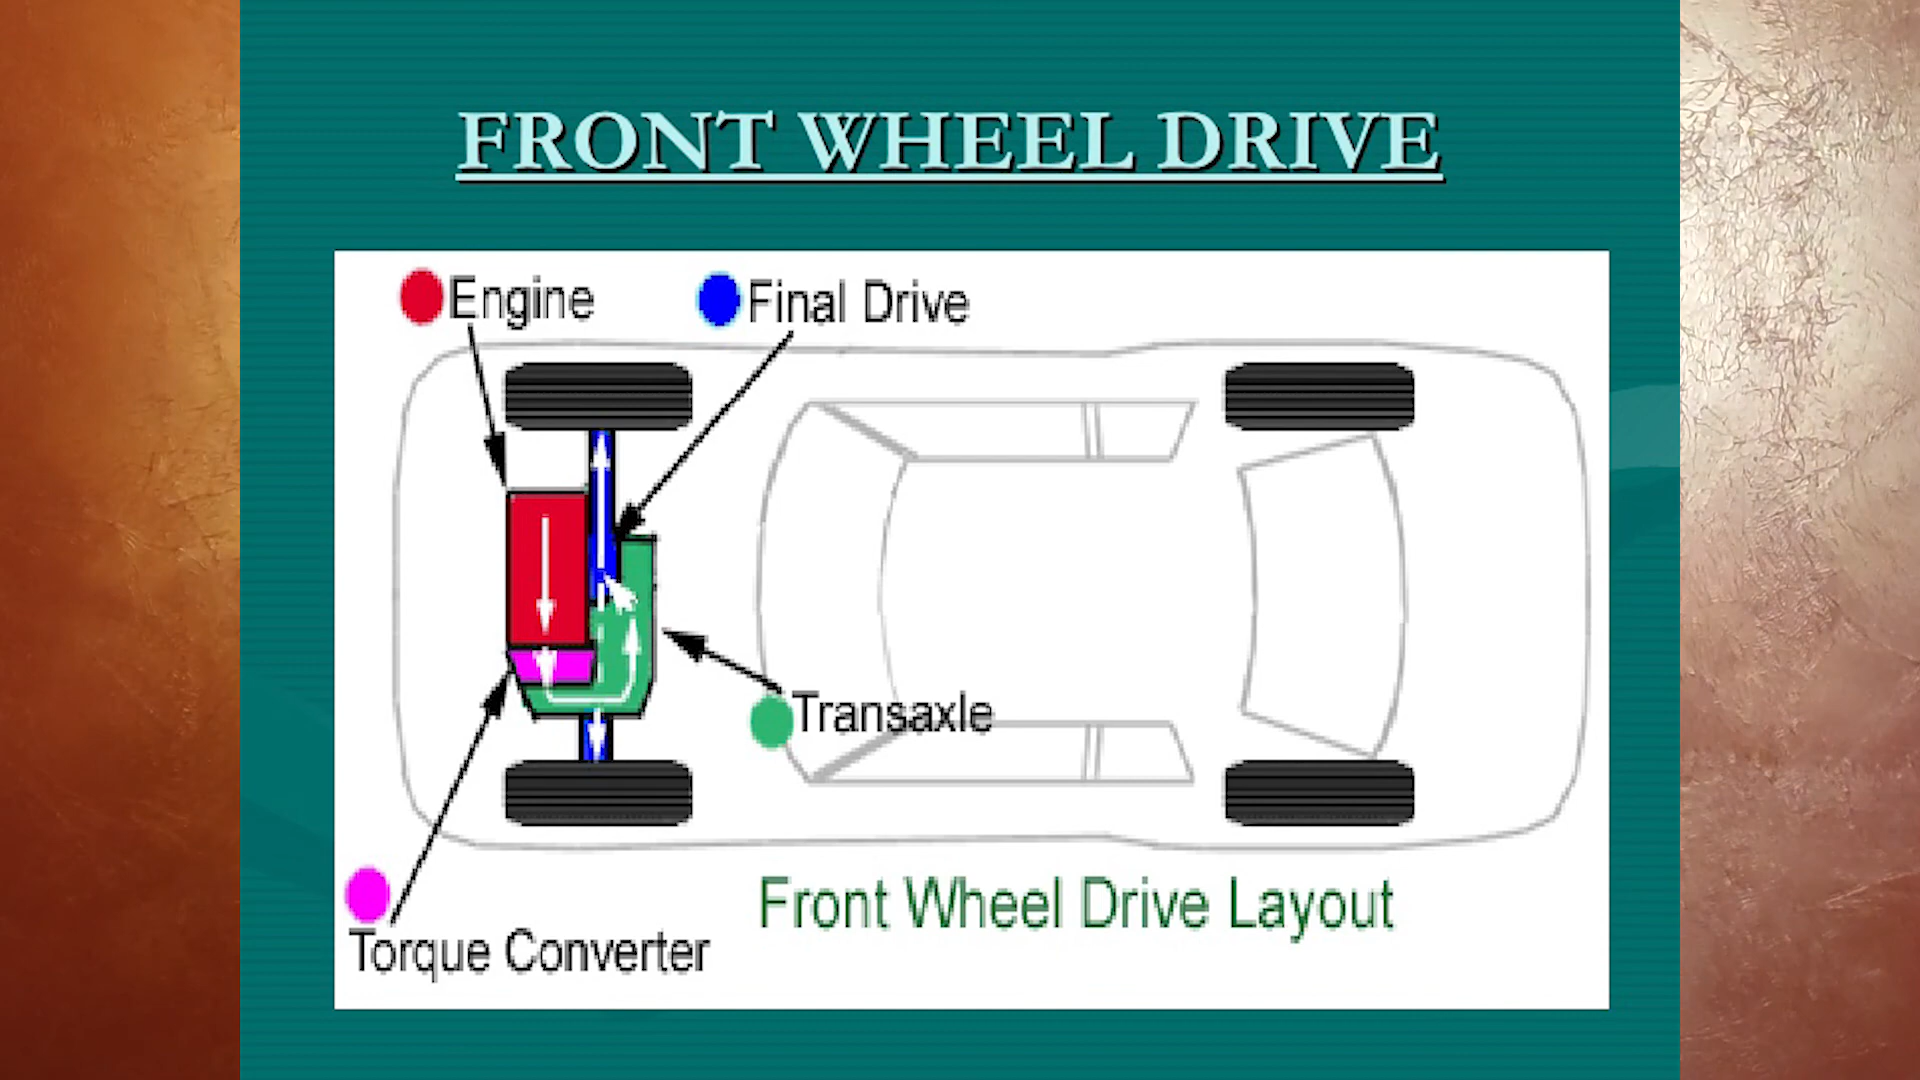 FRONT WHEEL DRIVE
Engine
Final Drive
Transaxle
Front Wheel Drive Layout
Torque Converter